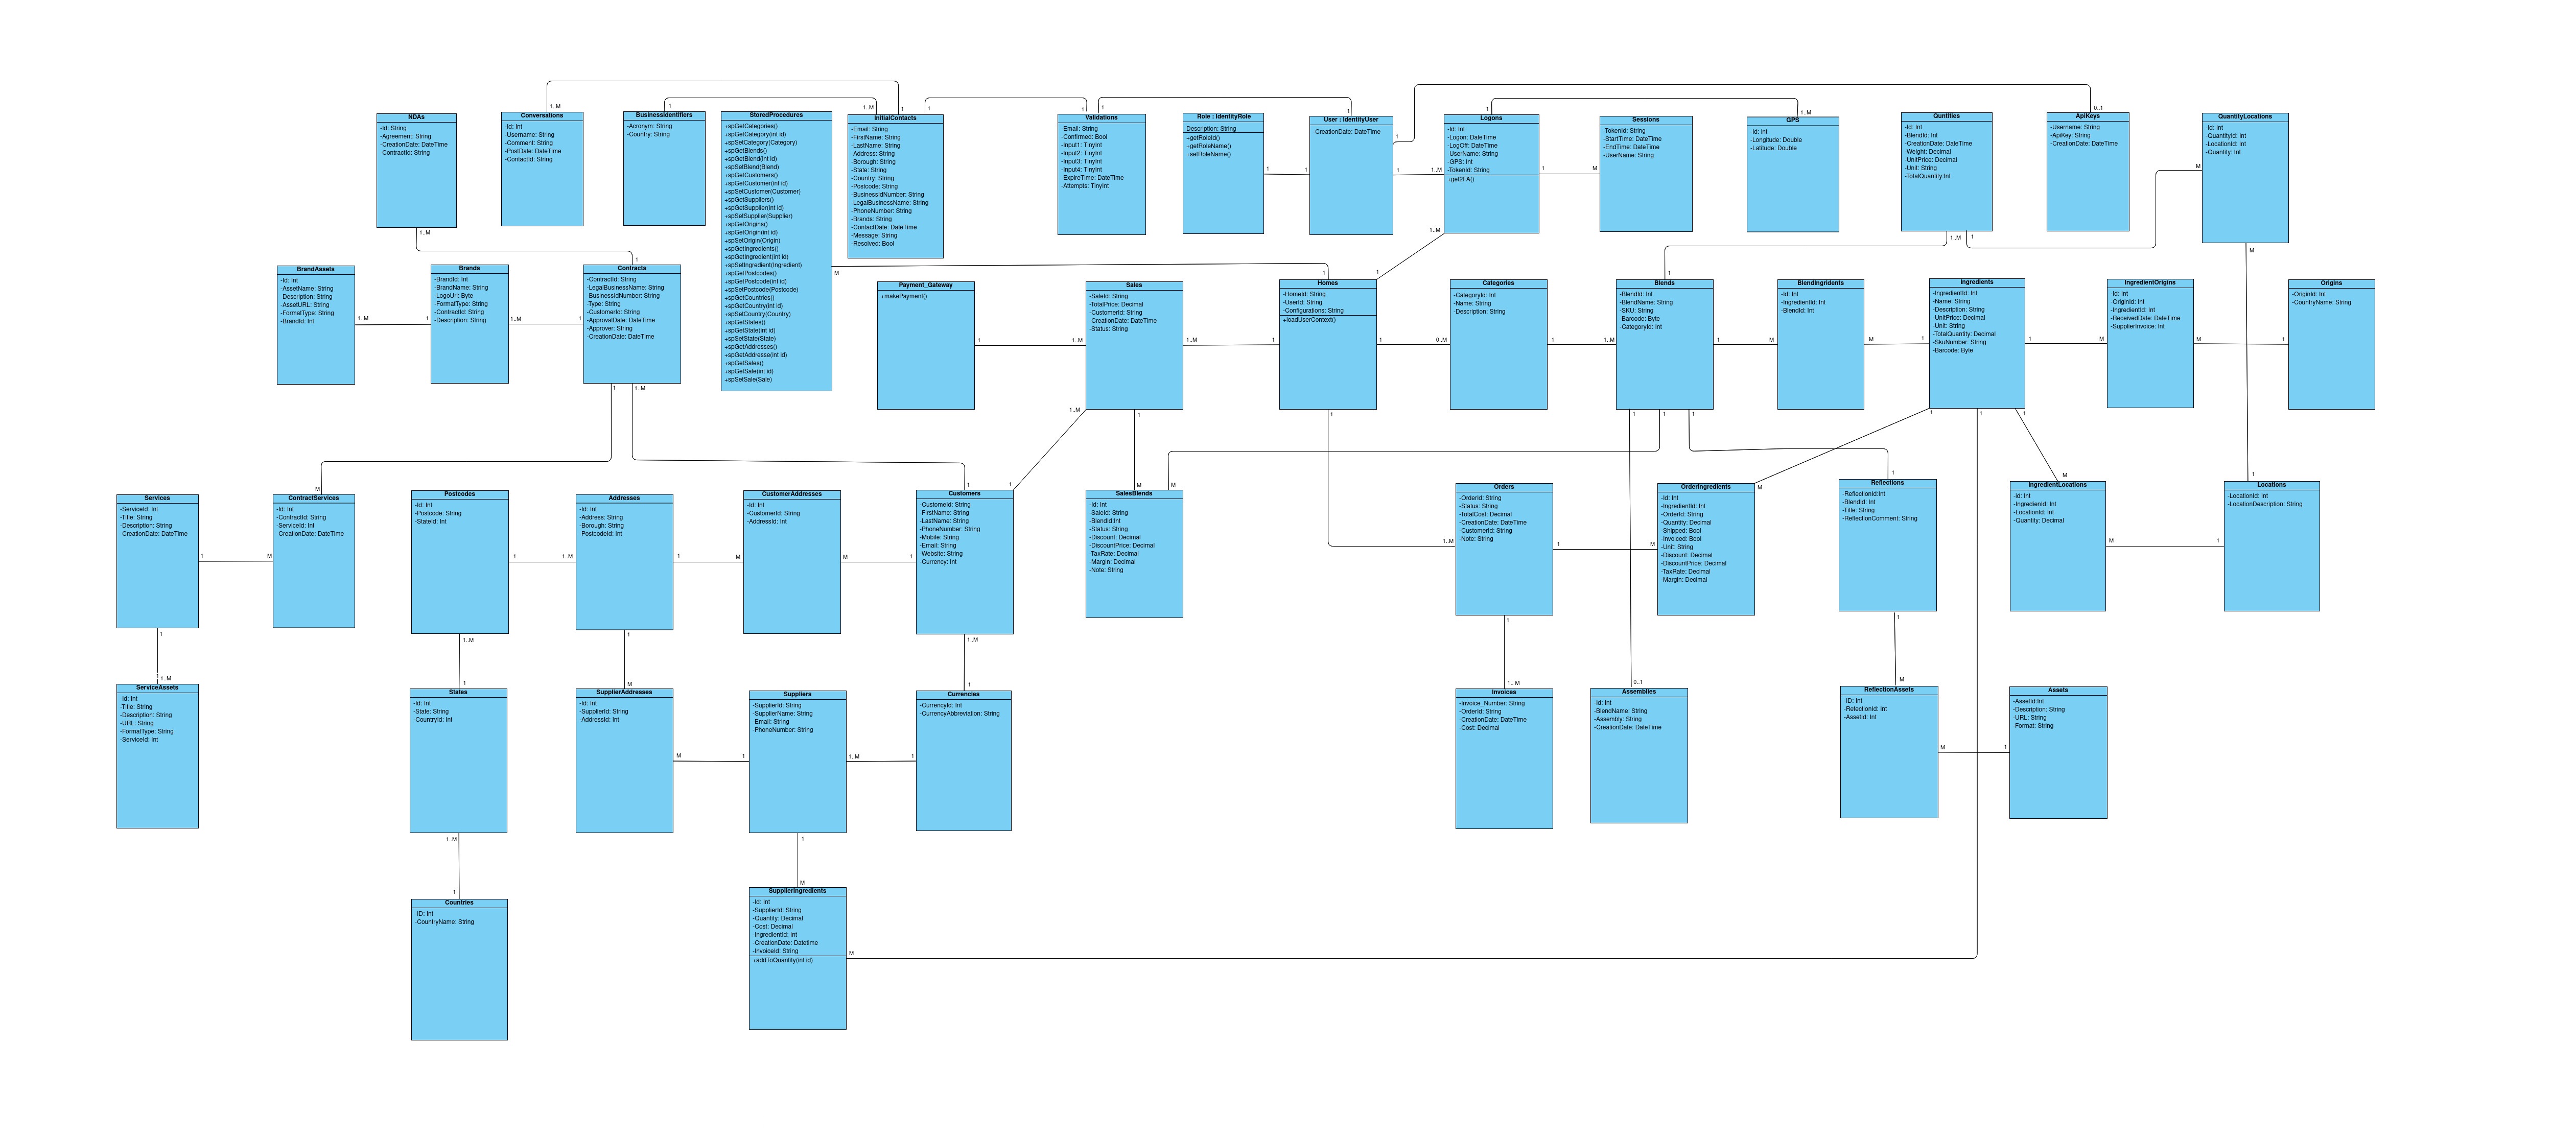 NDAs
-Id: String
-Agreement: String
-CreationDate: DateTime
-ContractId: String
1..M
Conversations
-Id: Int
-Username: String
-Comment: String
-PostDate: DateTime
-ContactId: String
1..M
BusinessIdentifiers
-Acronym: String
-Country: String
1
StoredProcedures
+spGetCategories()
+spGetCategory(int id)
+spSetCategory(Category)
+spGetBlends()
+spGetBlend(int id)
+spSetBlend(Blend)
+spGetCustomers()
+spGetCustomer(int id)
+spSetCustomer(Customer)
+spGetSuppliers()
+spGetSupplier(int id)
+spSetSupplier(Supplier)
+spGetOrigins()
+spGetOrigin(int id)
+spSetOrigin(Origin)
+spGetIngredients()
+spGetIngredient(int id)
+spSetIngredient(Ingredient)
+spGetPostcodes()
+spGetPostcode(int id)
+spSetPostcode(Postcode)
+spGetCountries()
+spGetCountry(int id)
+spSetCountry(Country)
+spGetStates()
+spGetState(int id)
+spSetState(State)
+spGetAddresses()
+spGetAddresse(int id)
+spGetSales()
+spGetSale(int id)
+spSetSale(Sale)
M
InitialContacts
-Email: String
-FirstName: String
-LastName: String
-Address: String
-Borough: String
-State: String
-Country: String
-Postcode: String
-BusinessIdNumber: String
-LegalBusinessName: String
-PhoneNumber: String
-Brands: String
-ContactDate: DateTime
-Message: String
-Resolved: Bool
1..M
1
1
Validations
-Email: String
-Confirmed: Bool
-Input1: TinyInt
-Input2: TinyInt
-Input3: TinyInt
-Input4: TinyInt
-ExpireTime: DateTime
-Attempts: TinyInt
1
1
Role : IdentityRole
Description: String
+getRoleId()
+getRoleName()
+setRoleName()
1
User : IdentityUser
-CreationDate: DateTime
1
1
1
1
Logons
-Id: Int
-Logon: DateTime
-LogOff: DateTime
-UserName: String
-GPS: Int
-TokenId: String
+get2FA()
1
1..M
1
1..M
Sessions
-TokenId: String
-StartTime: DateTime
-EndTime: DateTime
-UserName: String
M
GPS
-Id: Int
-Longitude: Double
-Latitude: Double
1..M
Quntities
-Id: Int
-BlendId: Int
-CreationDate: DateTime
-Weight: Decimal
-UnitPrice: Decimal
-Unit: String
-TotalQuantity:Int
1..M
1
ApiKeys
-Username: String
-ApiKey: String
-CreationDate: DateTime
0..1
QuantityLocations
-Id: Int
-QuantityId: Int
-LocationId: Int
-Quantity: Int
M
M
BrandAssets
-Id: Int
-AssetName: String
-Description: String
-AssetURL: String
-FormatType: String
-BrandId: Int
1..M
Brands
-BrandId: Int
-BrandName: String
-LogoUrl: Byte
-FormatType: String
-ContractId: String
-Description: String
1
1..M
Contracts
-ContractId: String
-LegalBusinessName: String
-BusinessIdNumber: String
-Type: String
-CustomerId: String
-ApprovalDate: DateTime
-Approver: String
-CreationDate: DateTime
1
1
1
1..M
Payment_Gateway
+makePayment()
1
Sales
-SaleId: String
-TotalPrice: Decimal
-CustomerId: String
-CreationDate: DateTime
-Status: String
1..M
1..M
1..M
1
Homes
-HomeId: String
-UserId: String
-Configurations: String
+loadUserContext()
1
1
1
1
1
Categories
-CategoryId: Int
-Name: String
-Description: String
0..M
1
Blends
-BlendId: Int
-BlendName: String
-SKU: String
-Barcode: Byte
-CategoryId: Int
1
1..M
1
1
1
1
BlendIngridents
-Id: Int
-IngredientId: Int
-BlendId: Int
M
M
Ingredients
-IngredientId: Int
-Name: String
-Description: String
-UnitPrice: Decimal
-Unit: String
-TotalQuantity: Decimal
-SkuNumber: String
-Barcode: Byte
1
1
1
1
1
IngredientOrigins
-Id: Int
-OriginId: Int
-IngredientId: Int
-ReceivedDate: DateTime
-SupplierInvoice: Int
M
M
Origins
-OriginId: Int
-CountryName: String
1
Services
-ServiceId: Int
-Title: String
-Description: String
-CreationDate: DateTime
1
1
ContractServices
-Id: Int
-ContractId: String
-ServiceId: Int
-CreationDate: DateTime
M
M
Postcodes
-Id: Int
-Postcode: String
-StateId: Int
1
1..M
Addresses
-Id: Int
-Address: String
-Borough: String
-PostcodeId: Int
1..M
1
1
CustomerAddresses
-Id: Int
-CustomerId: String
-AddressId: Int
M
M
Customers
-CustomeId: String
-FirstName: String
-LastName: String
-PhoneNumber: String
-Mobile: String
-Email: String
-Website: String
-Currency: Int
1
1
1
1..M
SalesBlends
-Id: Int
-SaleId: String
-BlendId:Int
-Status: String
-Discount: Decimal
-DiscountPrice: Decimal
-TaxRate: Decimal
-Margin: Decimal
-Note: String
M
M
Orders
-OrderId: String
-Status: String
-TotalCost: Decimal
-CreationDate: DateTime
-CustomerId: String
-Note: String
1..M
1
1
OrderIngredients
-Id: Int
-IngredientId: Int
-OrderId: String
-Quantity: Decimal
-Shipped: Bool
-Invoiced: Bool
-Unit: String
-Discount: Decimal
-DiscountPrice: Decimal
-TaxRate: Decimal
-Margin: Decimal
M
M
Reflections
-ReflectionId:Int
-BlendId: Int
-Title: String
-ReflectionComment: String
1
1
IngredientLocations
-id: Int
-IngredientId: Int
-LocationId: Int
-Quantity: Decimal
M
M
Locations
-LocationId: Int
-LocationDescription: String
1
1
ServiceAssets
-Id: Int
-Title: String
-Description: String
-URL: String
-FormatType: String
-ServiceId: Int
1..M
States
-Id: Int
-State: String
-CountryId: Int
1
1..M
SupplierAddresses
-Id: Int
-SupplierId: String
-AddressId: Int
M
M
Suppliers
-SupplierId: String
-SupplierName: String
-Email: String
-PhoneNumber: String
1
1..M
1
Currencies
-CurrencyId: Int
-CurrencyAbbreviation: String
1
1
Invoices
-Invoice_Number: String
-OrderId: String
-CreationDate: DateTime
-Cost: Decimal
1.. M
Assemblies
-Id: Int
-BlendName: String
-Assembly: String
-CreationDate: DateTime
0..1
ReflectionAssets
-ID: Int
-RefectionId: Int
-AssetId: Int
M
M
Assets
-AssetId:Int
-Description: String
-URL: String
-Format: String
1
Countries
-ID: Int
-CountryName: String
1
SupplierIngredients
-Id: Int
-SupplierId: String
-Quantity: Decimal
-Cost: Decimal
-IngredientId: Int
-CreationDate: Datetime
-InvoiceId: String
+addToQuantity(int id)
M
M